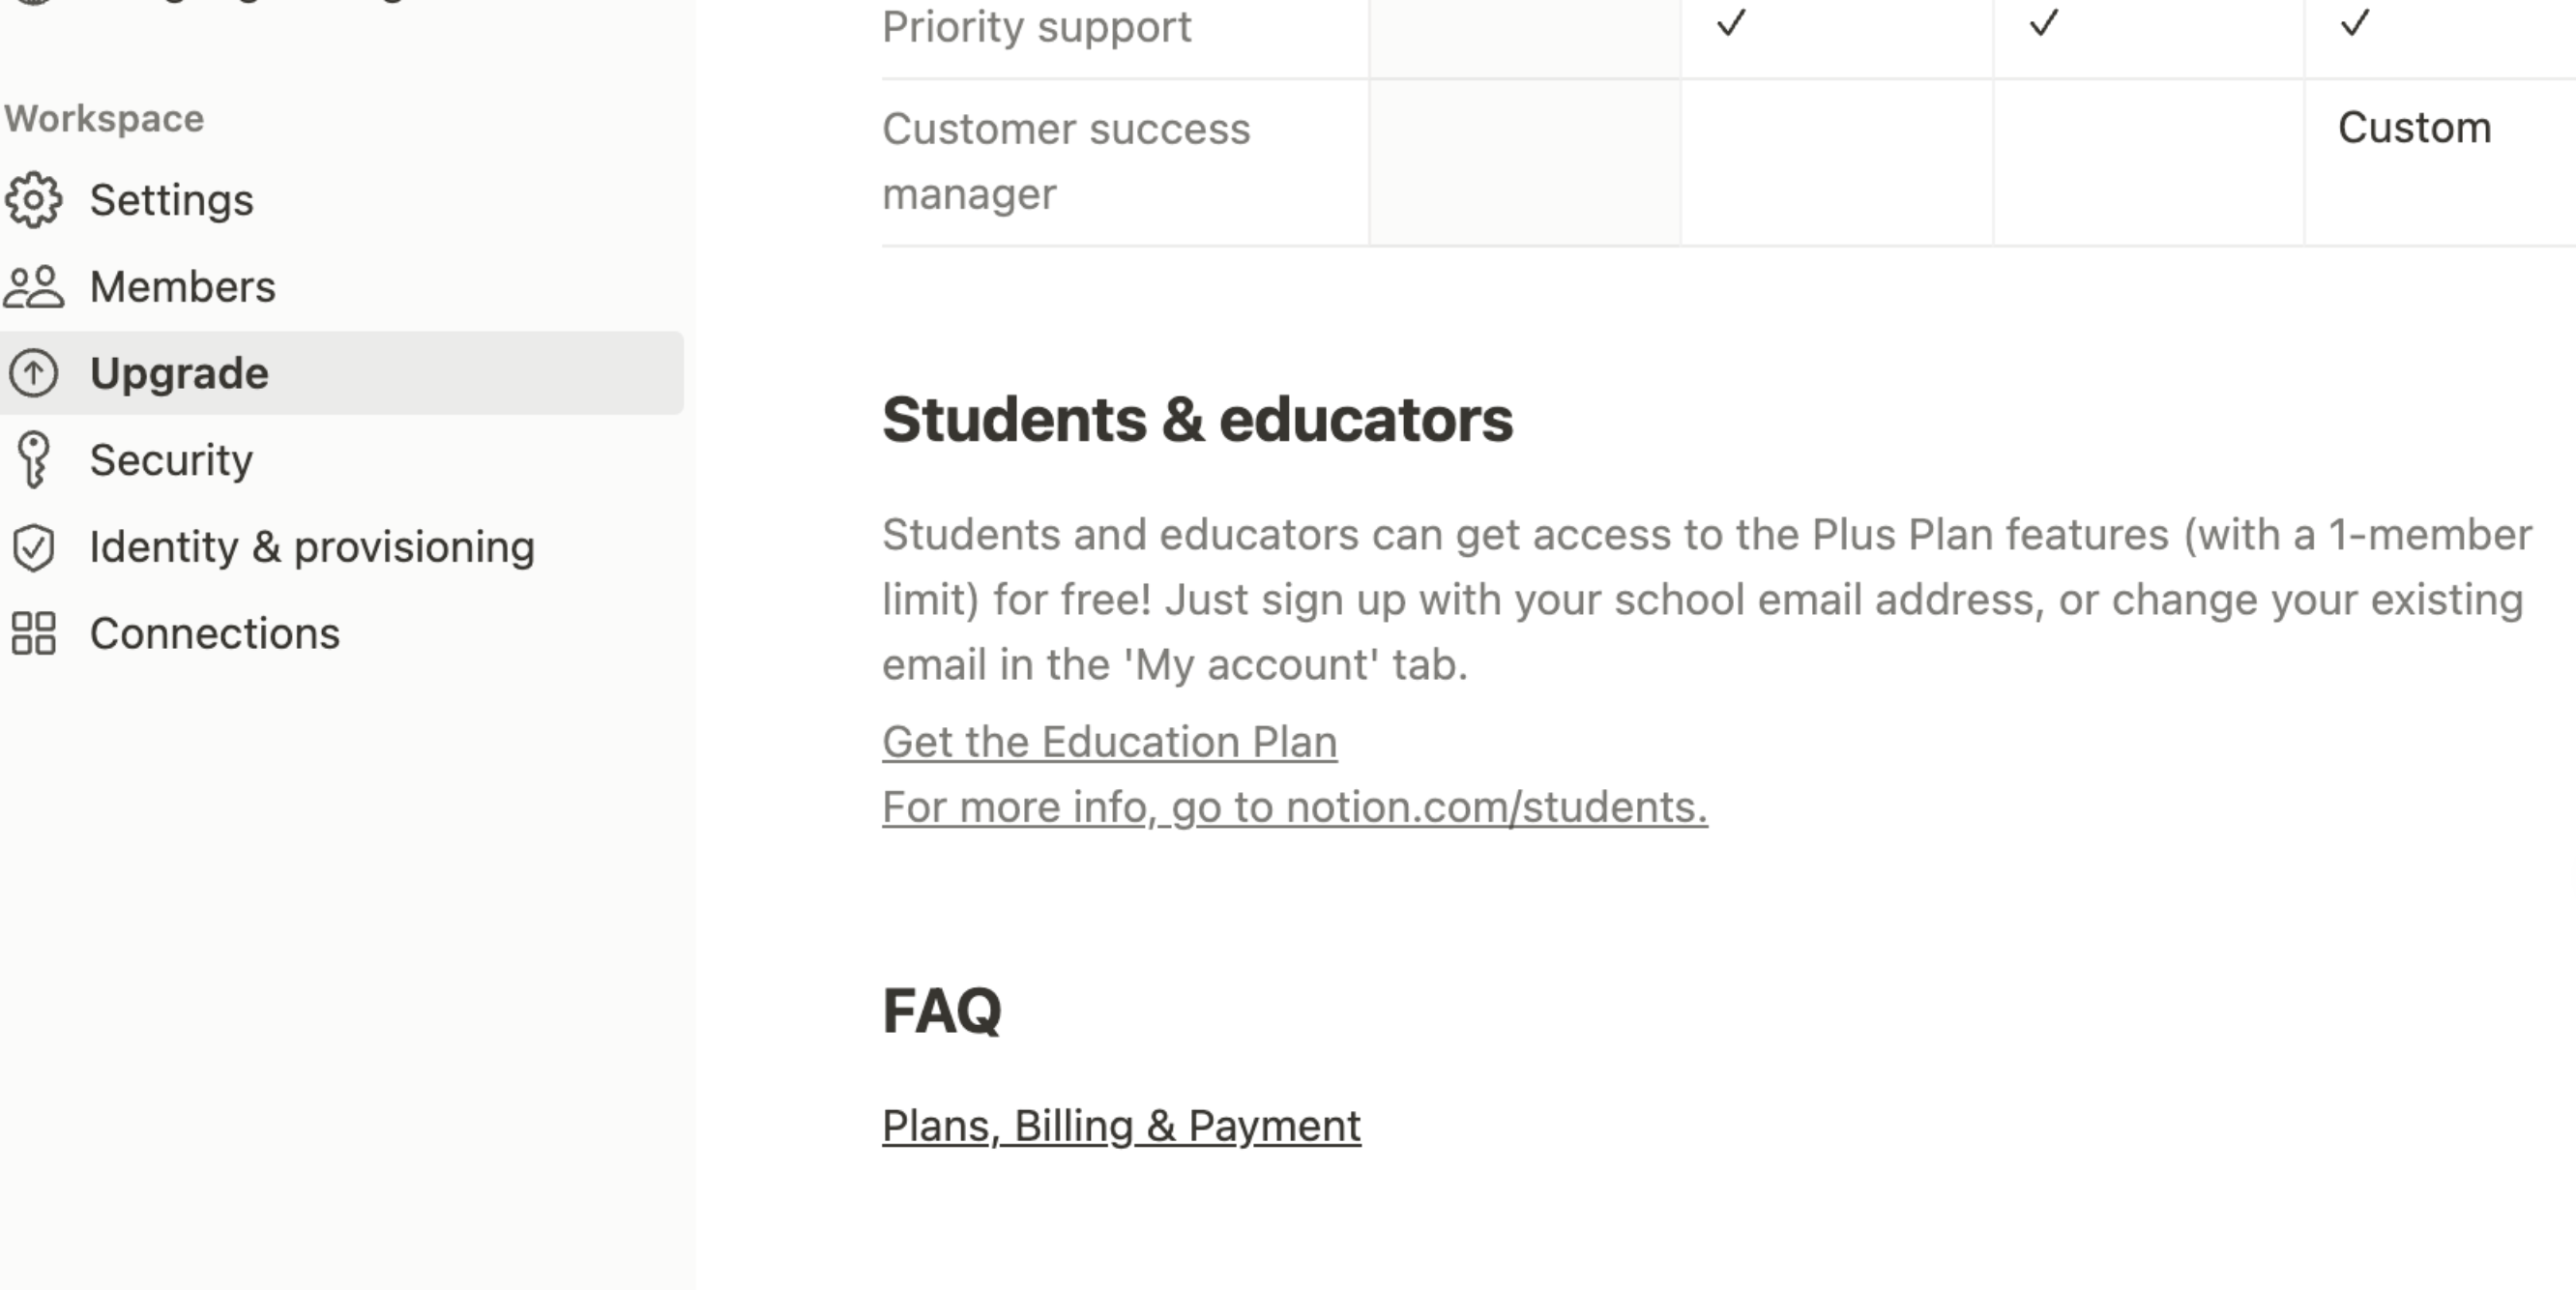 Workspace
Settings
Members
Upgrade
Security
Identity & provisioning
Connections
Priority support ✓ ✓ ✓
Customer success Custom
manager
Students & educators
Students and educators can get access to the Plus Plan features (with a 1-member
limit) for free! Just sign up with your school email address, or change your existing
email in the 'My account' tab.
Get the Education Plan
For more info, go to notion.com/students.
FAQ
Plans, Billing & Payment